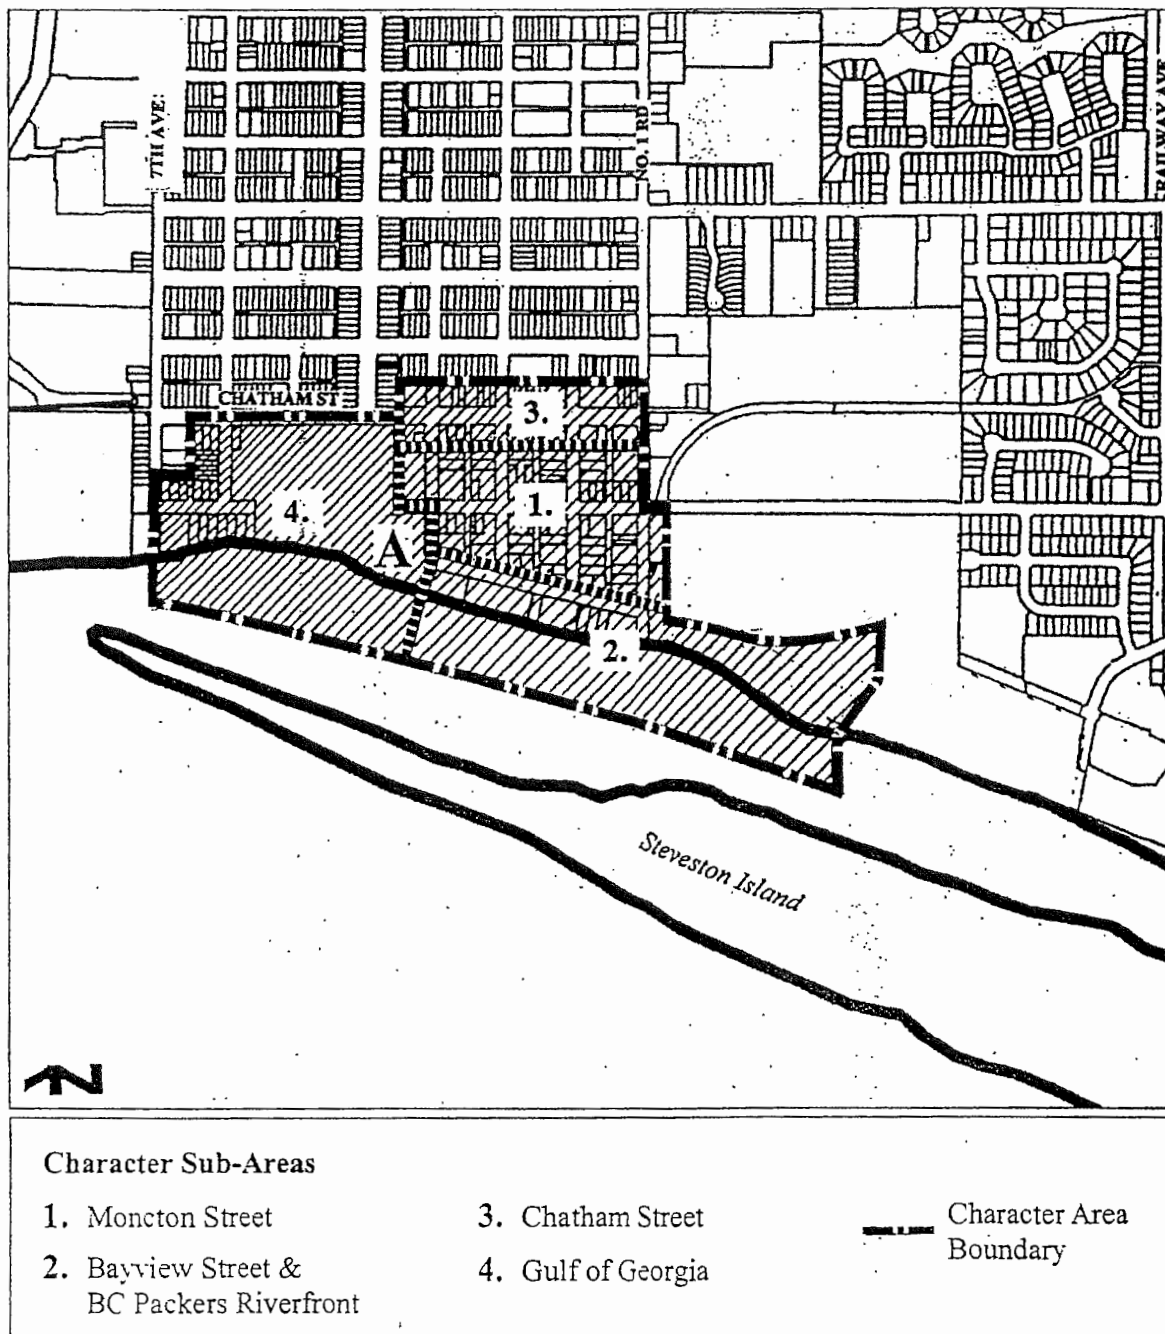 7TH AVE.
NO. 1 RD
RAILWAY AVE
CHATHAM ST
3.
1.
4.
A
2.
Steveston Island
N
Character Sub-Areas
1. Moncton Street
2. Bayview Street &
BC Packers Riverfront
3. Chatham Street
4. Gulf of Georgia
Character Area
Boundary